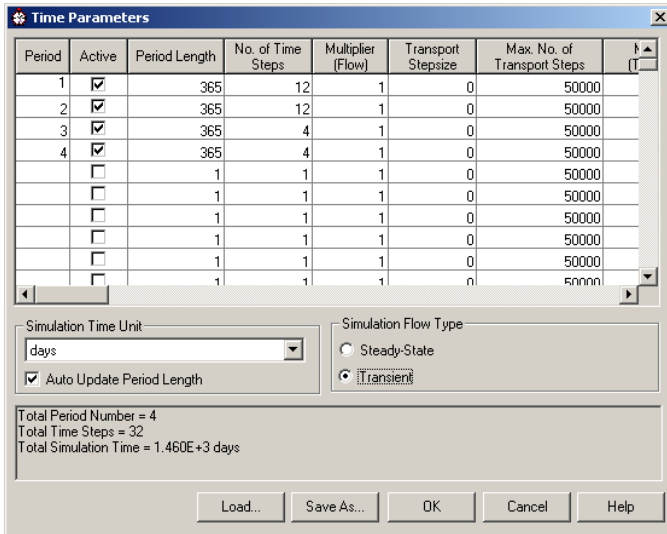 Time Parameters
Period Active Period Length No. of Time Steps Multiplier (Flow) Transport Stepsize Max. No. of Transport Steps
1 365 12 1 0 50000
2 365 12 1 0 50000
3 365 4 1 0 50000
4 365 4 1 0 50000
1 1 1 0 50000
1 1 1 0 50000
1 1 1 0 50000
1 1 1 0 50000
1 1 1 0 50000
1 1 1 0 50000
Simulation Time Unit
days
Auto Update Period Length
Simulation Flow Type
Steady-State
Transient
Total Period Number = 4
Total Time Steps = 32
Total Simulation Time = 1.460E+3 days
Load... Save As... OK Cancel Help